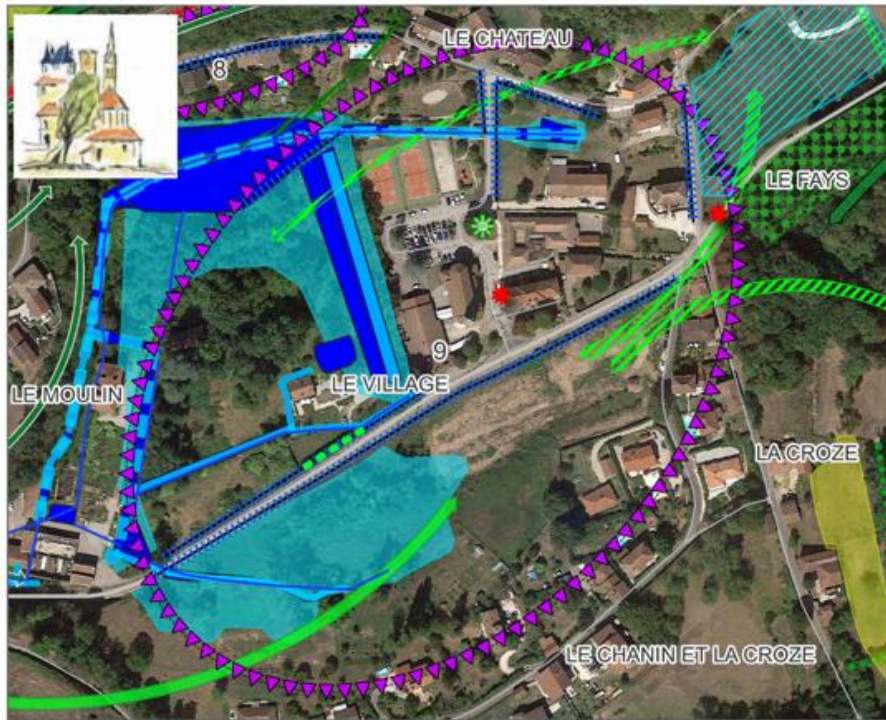 LE CHATEAU
8
LE FAYS
9
LE VILLAGE
LE MOULIN
LA CROZE
LE CHANIN ET LA CROZE